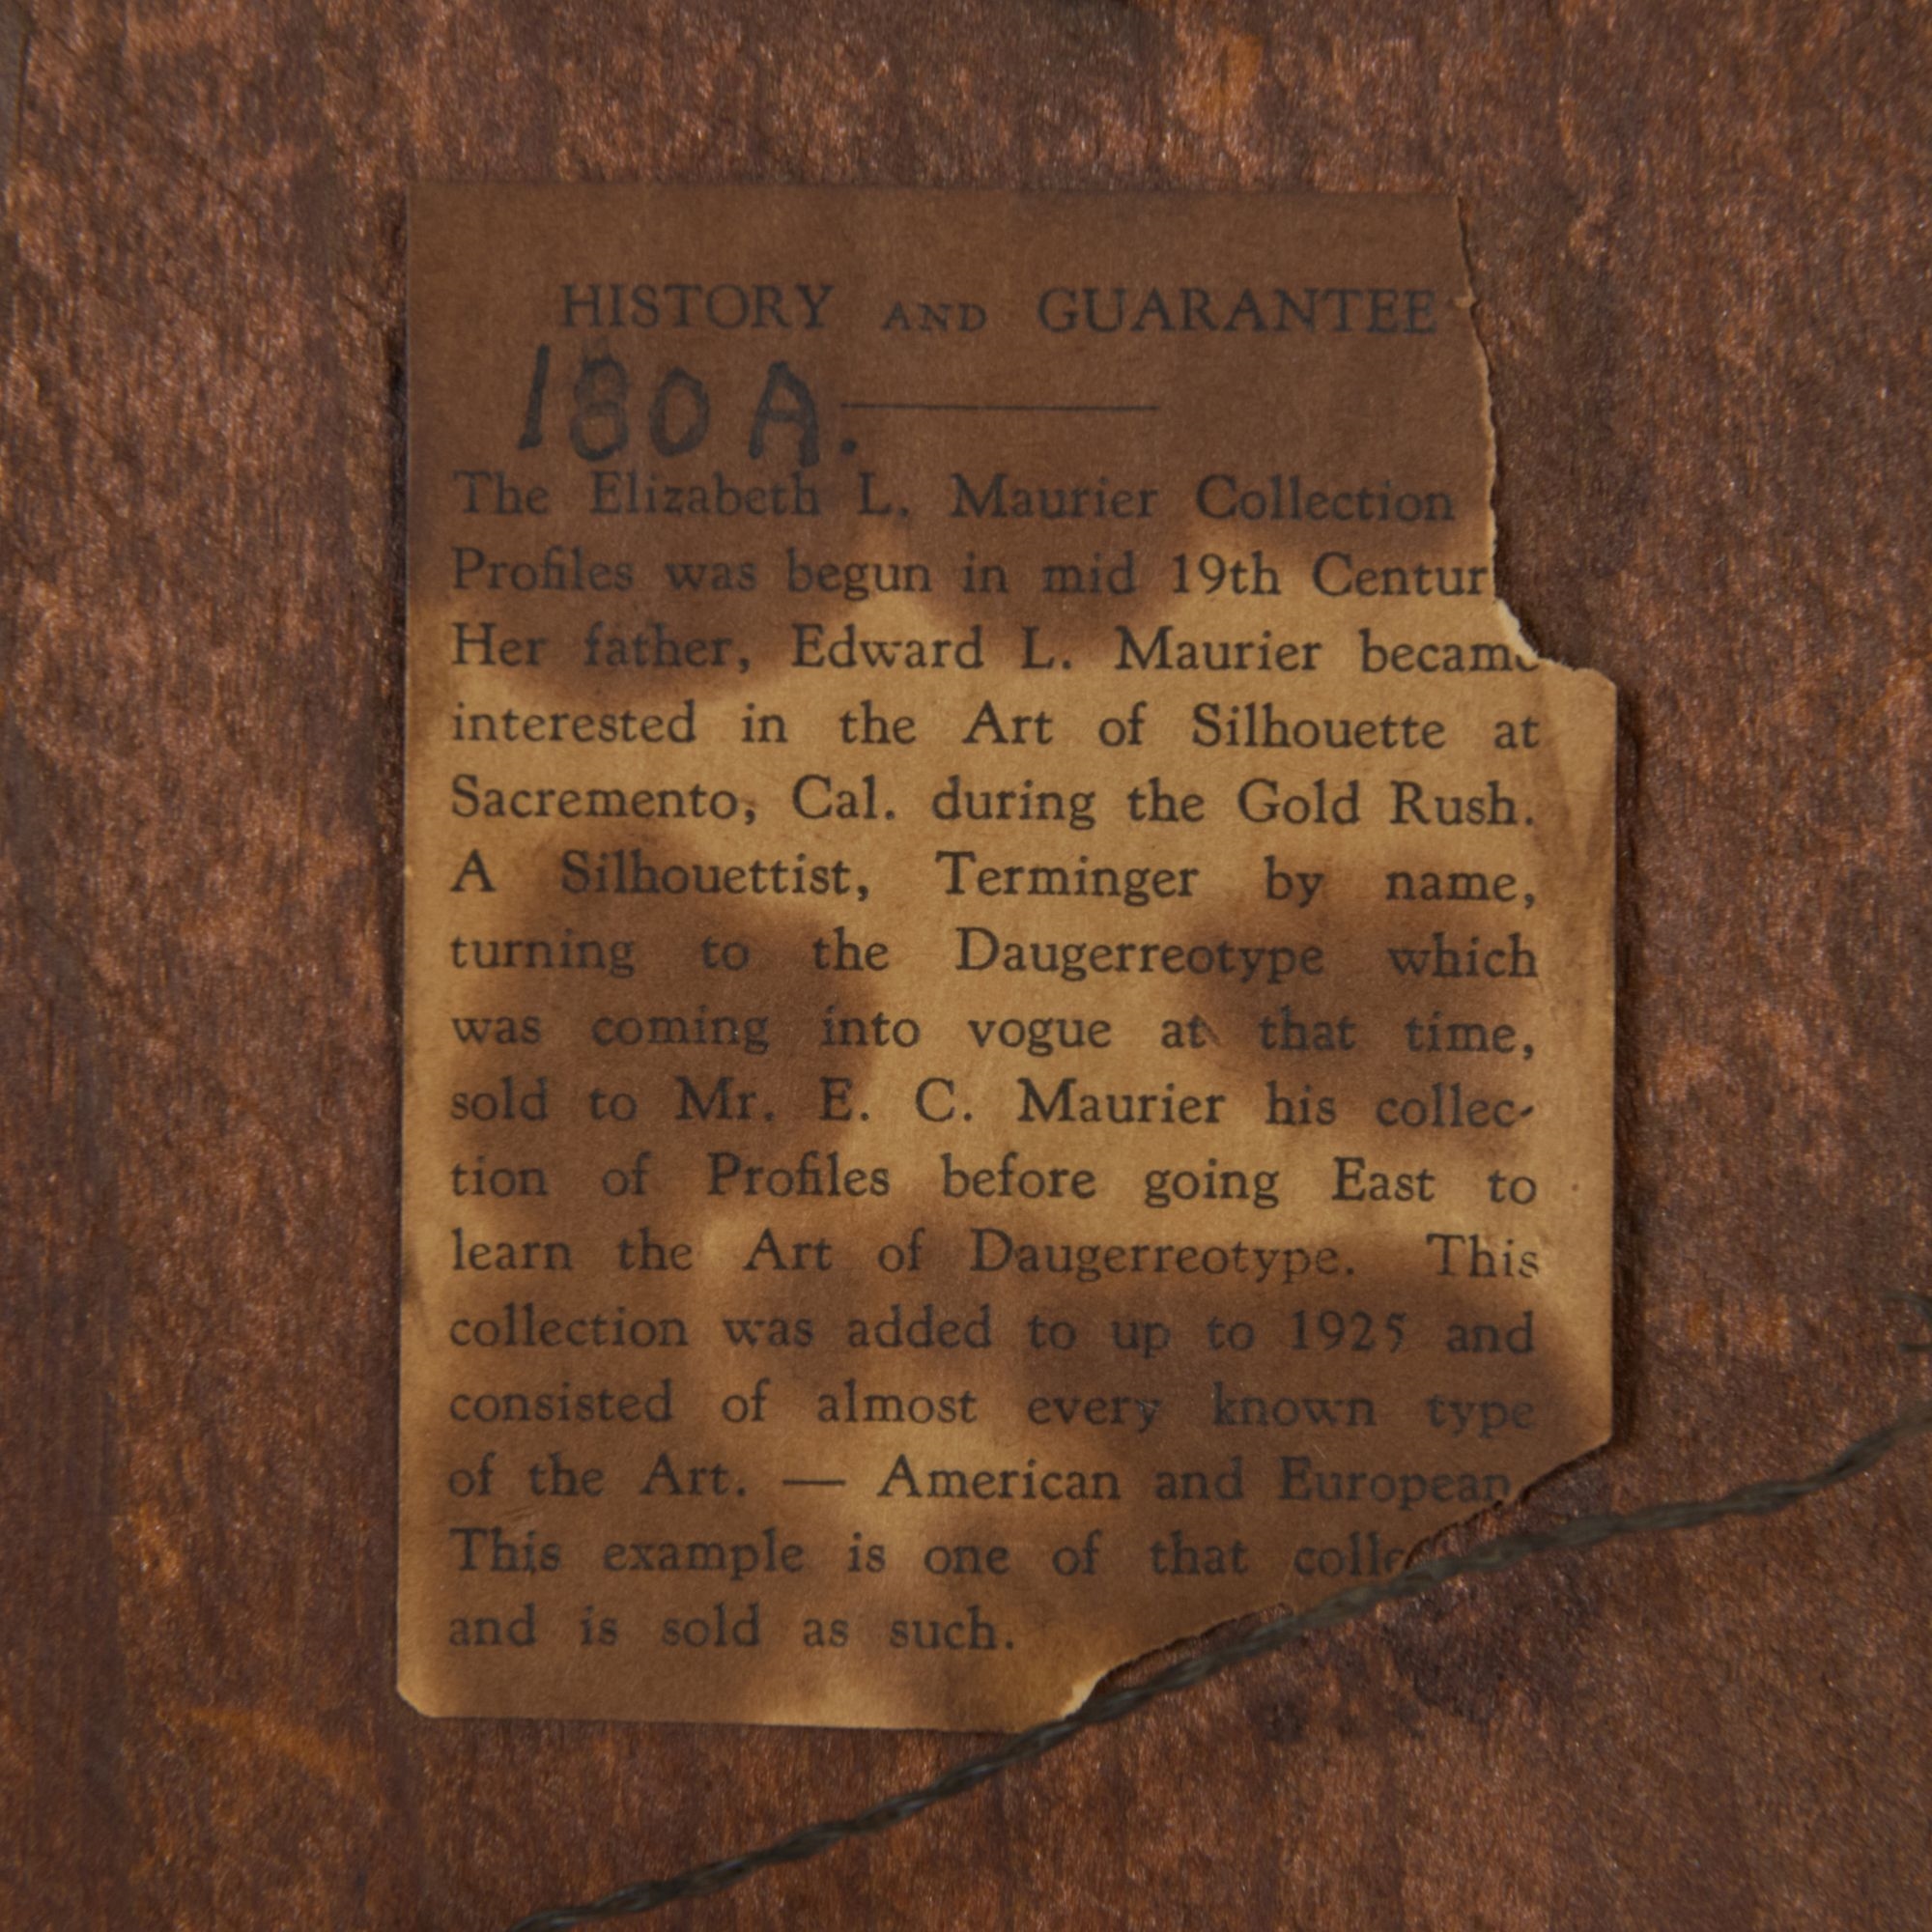 HISTORY AND GUARANTEE
180 A.
The Elizabeth L. Maurier Collection
Profiles was begun in mid 19th Centur
Her father, Edward L. Maurier became
interested in the Art of Silhouette at
Sacremento, Cal. during the Gold Rush.
A Silhouettist, Terminger by name,
turning to the Daugerreotype which
was coming into vogue at that time,
sold to Mr. E. C. Maurier his collec-
tion of Profiles before going East to
learn the Art of Daugerreotype. This
collection was added to up to 1925 and
consisted of almost every known type
of the Art. — American and European
This example is one of that colle
and is sold as such.